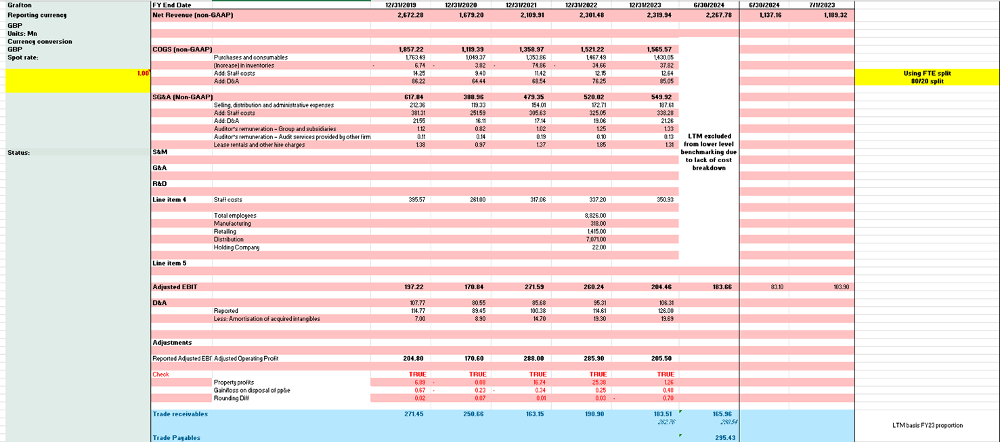 Grafton FY End Date 12/31/2019 12/31/2020 12/31/2021 12/31/2022 12/31/2023 6/30/2024 6/30/2024 7/1/2023
Reporting currency Net Revenue (non-GAAP) 2,672.28 1,679.20 2,109.91 2,301.48 2,319.94 2,267.78 1,137.16 1,189.32
GBP
Units: Mn
Currency conversion
GBP COGS (non-GAAP) 1,857.22 1,119.39 1,358.97 1,521.22 1,565.57
Spot rate: Purchases and consumables 1,763.49 1,049.37 1,353.86 1,467.49 1,430.05
(Increase) in inventories - 6.74 - 3.82 - 74.86 - 34.66 37.82
1.00 Add: Staff costs 14.25 9.40 11.42 12.15 12.64 Using FTE split
Add: D&A 86.22 64.44 68.54 76.25 85.05 80/20 split
SG&A (Non-GAAP) 617.84 388.96 479.35 520.02 549.92
Selling, distribution and administrative expenses 212.36 119.33 154.01 172.71 187.61
Add: Staff costs 381.31 251.59 305.63 325.05 338.28
Add: D&A 21.55 16.11 17.14 19.06 21.26
Auditor's remuneration - Group and subsidiaries 1.12 0.82 1.02 1.25 1.33
Auditor's remuneration - Audit services provided by other firm 0.11 0.14 0.19 0.10 0.13 LTM excluded
Lease rentals and other hire charges 1.38 0.97 1.37 1.85 1.31 from lower level
Status: S&M benchmarking due
to lack of cost
G&A breakdown
R&D
Line item 4 Staff costs 395.57 261.00 317.06 337.20 350.93
Total employees 8,826.00
Manufacturing 318.00
Retailing 1,415.00
Distribution 7,071.00
Holding Company 22.00
Line item 5
Adjusted EBIT 197.22 170.84 271.59 260.24 204.46 183.66 83.10 103.90
D&A 107.77 80.55 85.68 95.31 106.31
Reported 114.77 89.45 100.38 114.61 126.00
Less: Amortisation of acquired intangibles 7.00 8.90 14.70 19.30 19.69
Adjustments
Reported Adjusted EBI Adjusted Operating Profit 204.80 170.60 288.00 285.90 205.50
Check TRUE TRUE TRUE TRUE TRUE
Property profits 6.89 - 0.08 16.74 25.38 1.26
Gain/loss on disposal of pp&e 0.67 - 0.23 - 0.34 0.25 0.48
Rounding Diff 0.02 0.07 0.01 0.03 - 0.70
Trade receivables 271.45 250.66 163.15 190.90 183.51 165.96
262.76 290.54 LTM basis FY23 proportion
Trade Payables 295.43